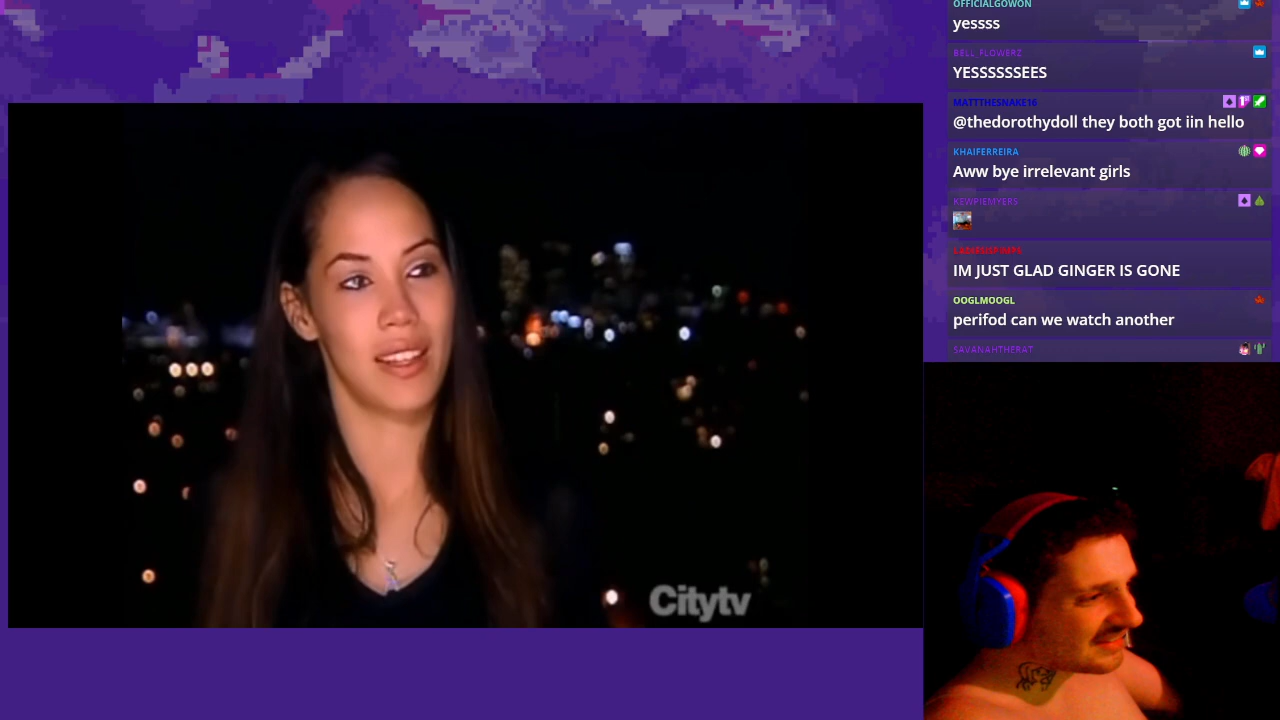 OFFICIALGOWON
yessss
BELL_FLOWERZ
YESSSSSSEES
MATTTHESNAKE16
@thedorothydoll they both got iin hello
KHAIFERREIRA
Aww bye irrelevant girls
KEWPIEMYERS
IM JUST GLAD GINGER IS GONE
OOGLMOOGL
perifod can we watch another
SAVANAHTHERAT
Citytv